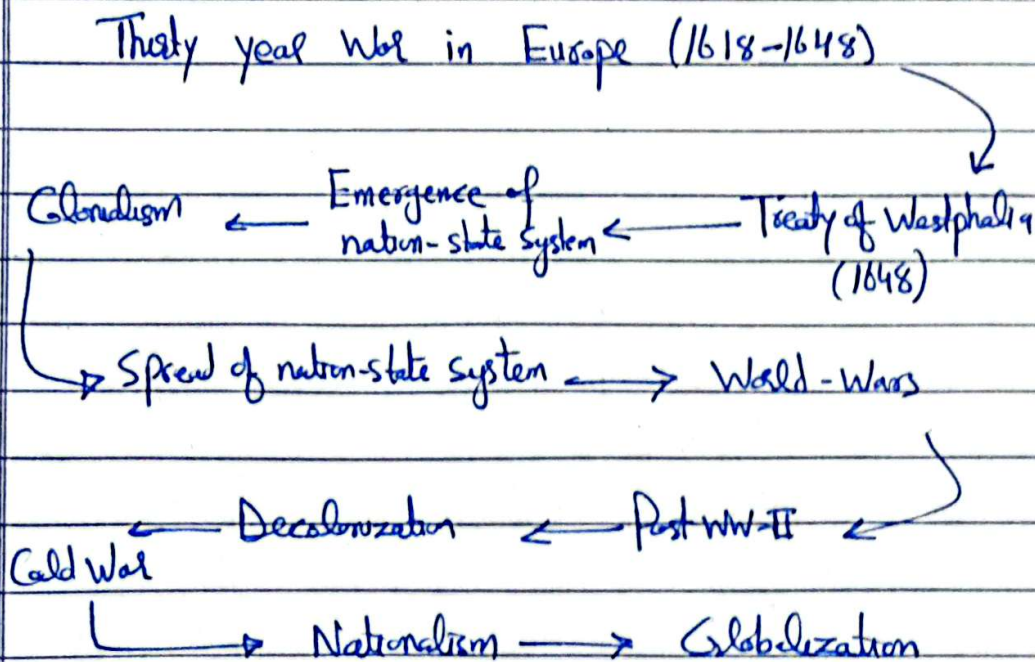 Thirty year War in Europe (1618-1648)
Clonialism ← Emergence of nation-state system ← Treaty of Westphalia (1648)
Spread of nation-state system → World-Wars
Cold War ← Decolonization ← Post WW-II
Nationalism → Globalization